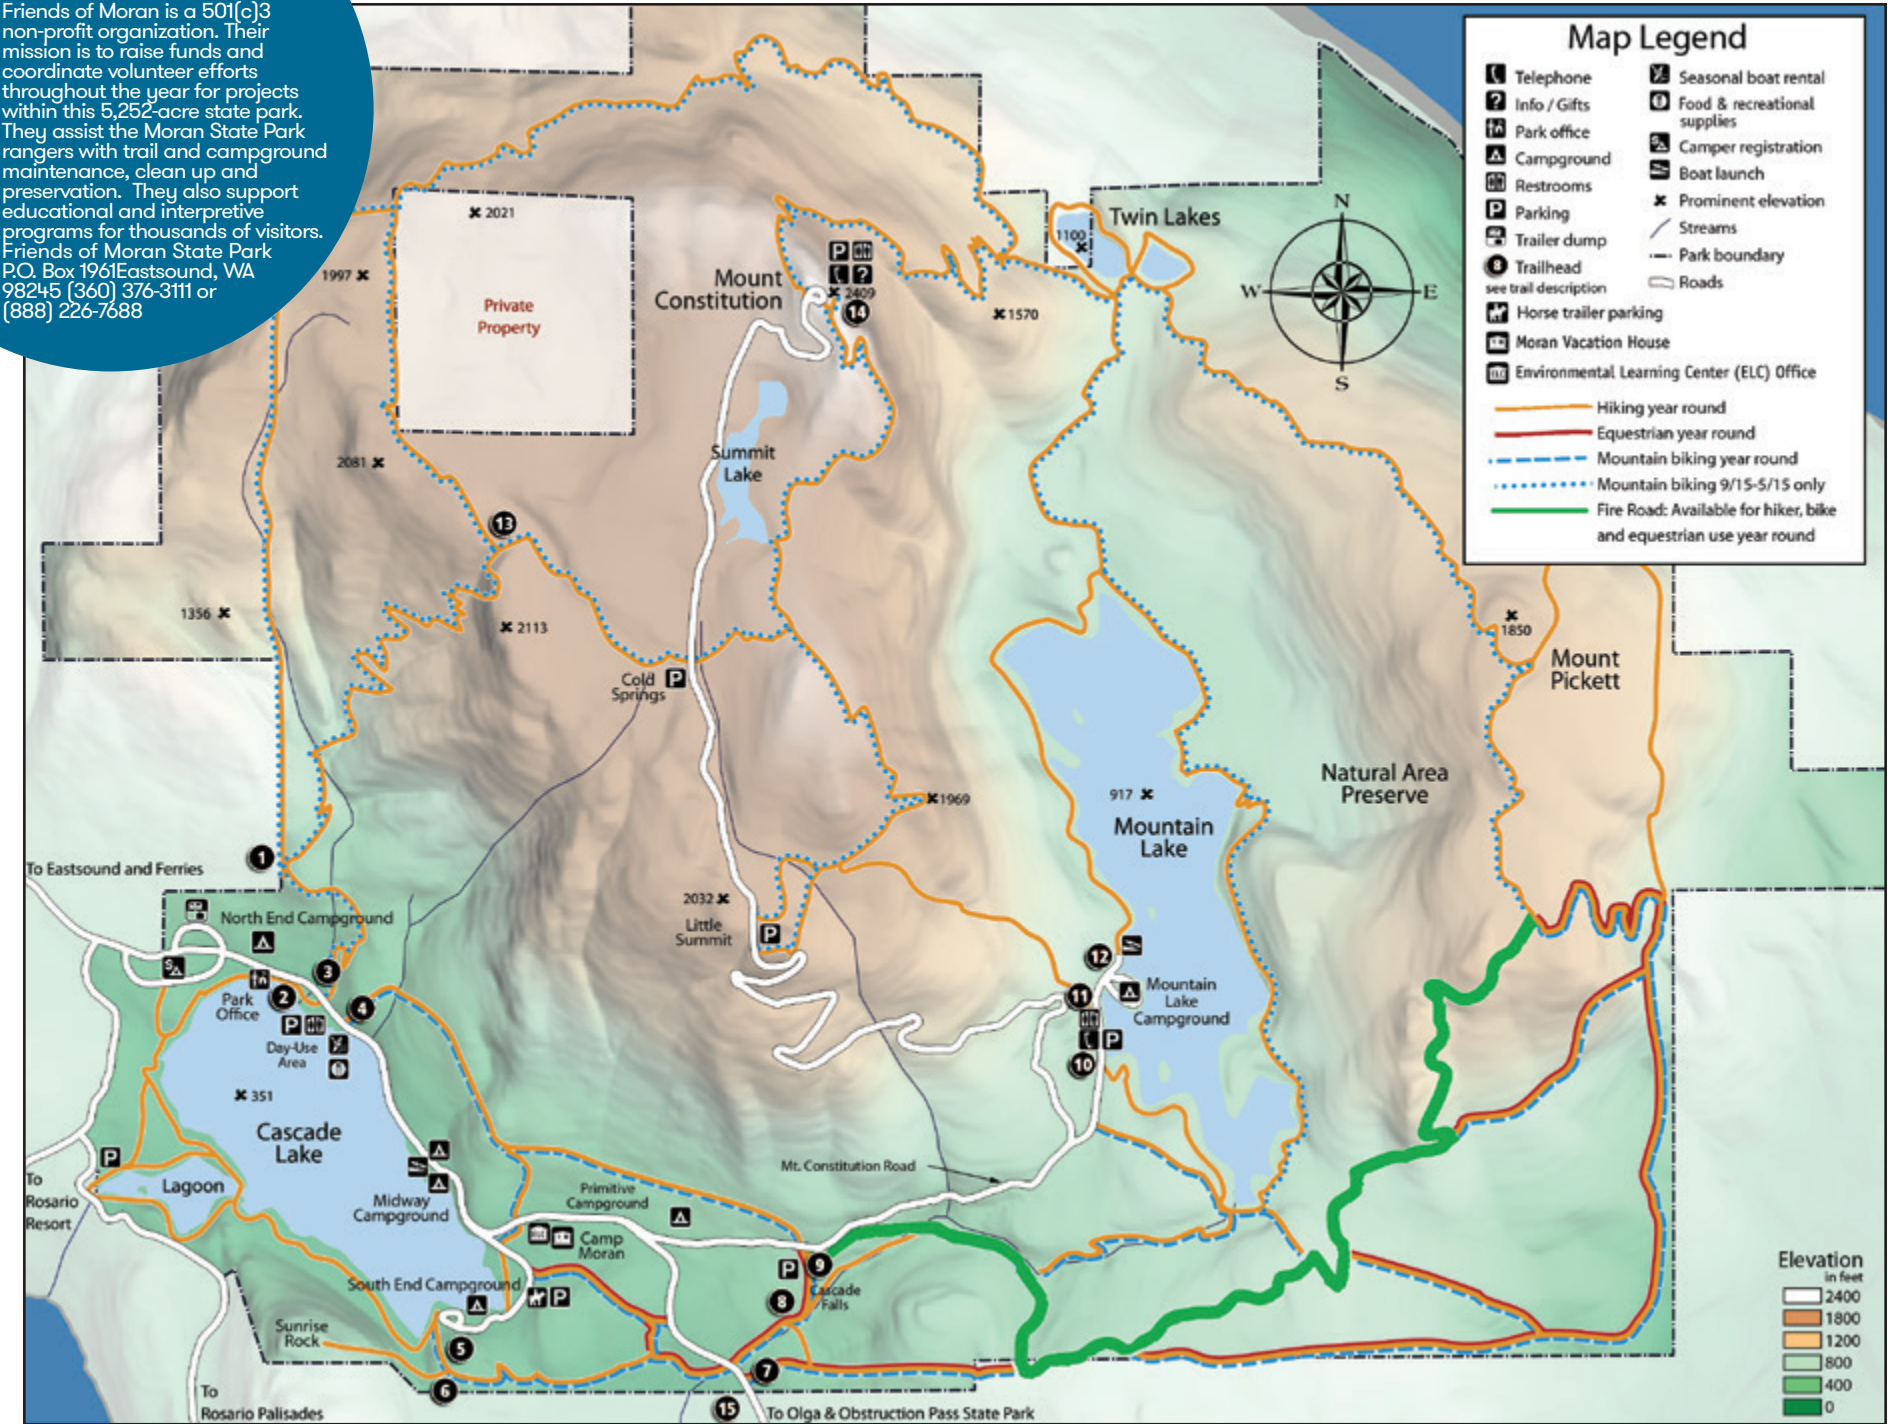 Friends of Moran is a 501(c)3
non-profit organization. Their
mission is to raise funds and
coordinate volunteer efforts
throughout the year for projects
within this 5,252-acre state park.
They assist the Moran State Park
rangers with trail and campground
maintenance, clean up and
preservation.  They also support
educational and interpretive
programs for thousands of visitors.
Friends of Moran State Park
P.O. Box 1961Eastsound, WA
98245 (360) 376-3111 or
(888) 226-7688
Map Legend
Telephone
Info / Gifts
Park office
Campground
Restrooms
Parking
Trailer dump
8 Trailhead
see trail description
Horse trailer parking
Moran Vacation House
Environmental Learning Center (ELC) Office
Seasonal boat rental
Food & recreational
supplies
Camper registration
Boat launch
Prominent elevation
Streams
Park boundary
Roads
Hiking year round
Equestrian year round
Mountain biking year round
Mountain biking 9/15-5/15 only
Fire Road: Available for hiker, bike
and equestrian use year round
N
W
E
S
2021
1997
Private
Property
Mount
Constitution
P
?
2409
14
1100
Twin Lakes
1570
2081
Summit
Lake
13
1356
2113
Cold
Springs
P
1850
Mount
Pickett
Natural Area
Preserve
917
Mountain
Lake
1969
1
To Eastsound and Ferries
North End Campground
2032
Little
Summit
P
12
11
Mountain
Lake
Campground
P
10
3
2
4
Park
Office
P
Day-Use
Area
351
Cascade
Lake
P
Lagoon
To
Rosario
Resort
Midway
Campground
Mt. Constitution Road
Primitive
Campground
ELC
Camp
Moran
South End Campground
P
P
9
8
Cascade
Falls
Sunrise
Rock
5
6
7
15
To
Rosario Palisades
To Olga & Obstruction Pass State Park
Elevation
in feet
2400
1800
1200
800
400
0